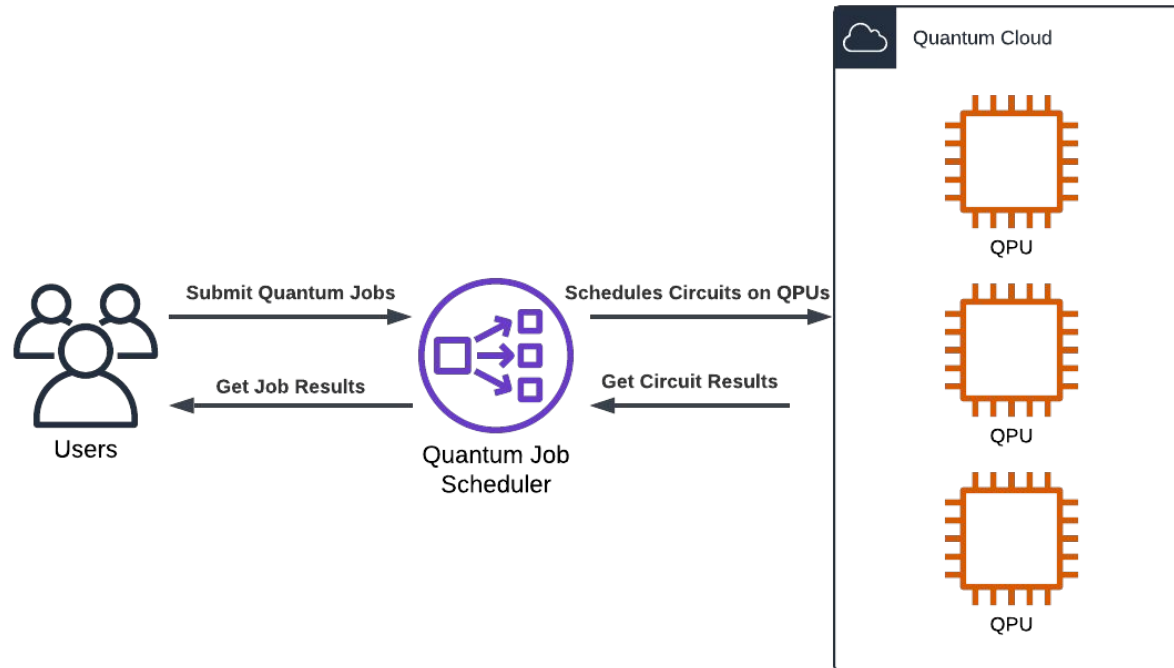 Quantum Cloud
QPU
Submit Quantum Jobs
Schedules Circuits on QPUs
Get Job Results
Get Circuit Results
Users
Quantum Job
Scheduler
QPU
QPU